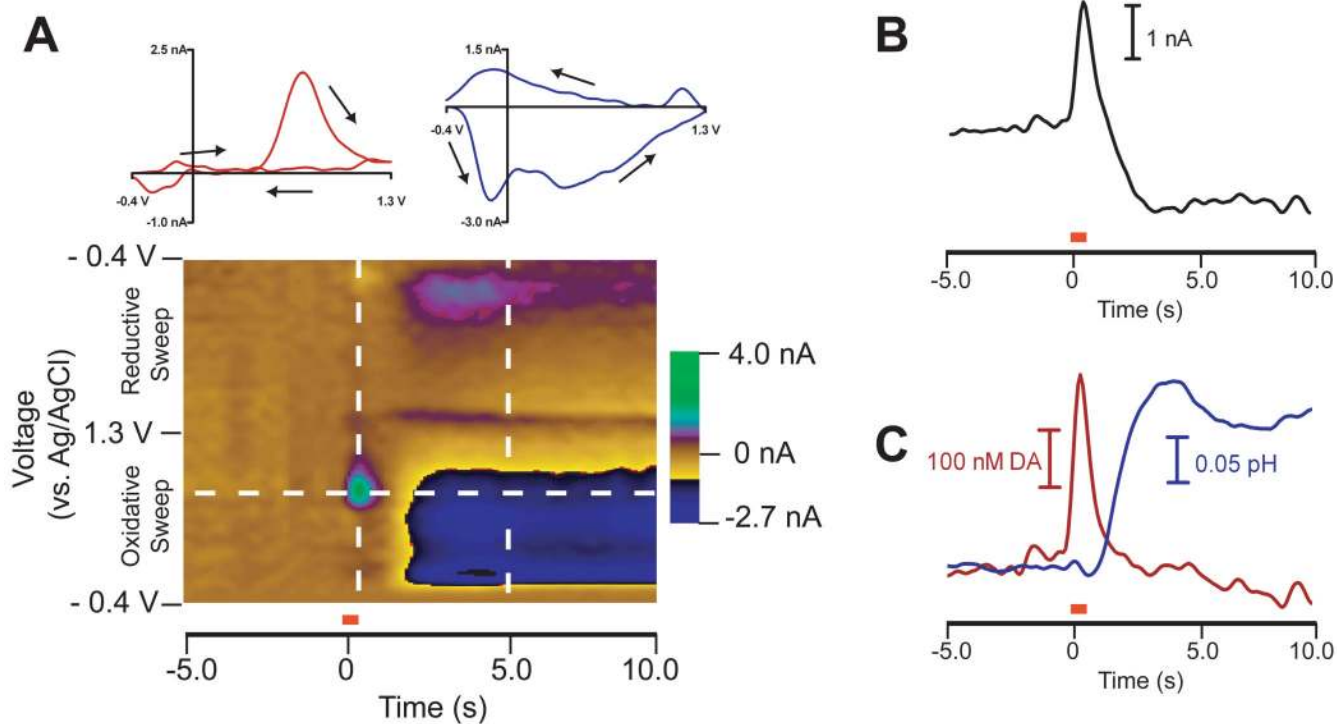 A
2.5 nA
-0.4 V
1.3 V
-1.0 nA
1.5 nA
-0.4 V
1.3 V
-3.0 nA
Voltage
(vs. Ag/AgCl)
Reductive
Sweep
Oxidative
Sweep
- 0.4 V
1.3 V
- 0.4 V
4.0 nA
0 nA
-2.7 nA
-5.0 0 5.0 10.0
Time (s)
B
1 nA
-5.0 0 5.0 10.0
Time (s)
C
100 nM DA
0.05 pH
-5.0 0 5.0 10.0
Time (s)